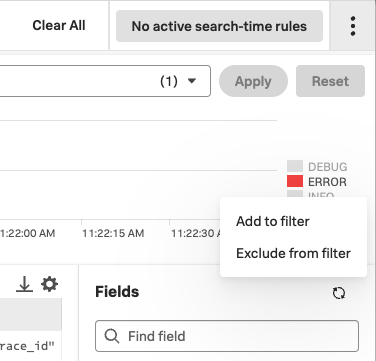 Clear All
No active search-time rules
(1)
Apply
Reset
DEBUG
ERROR
INFO
1:22:00 AM
11:22:15 AM
11:22:30 A
Add to filter
Exclude from filter
Fields
Find field
race_id"